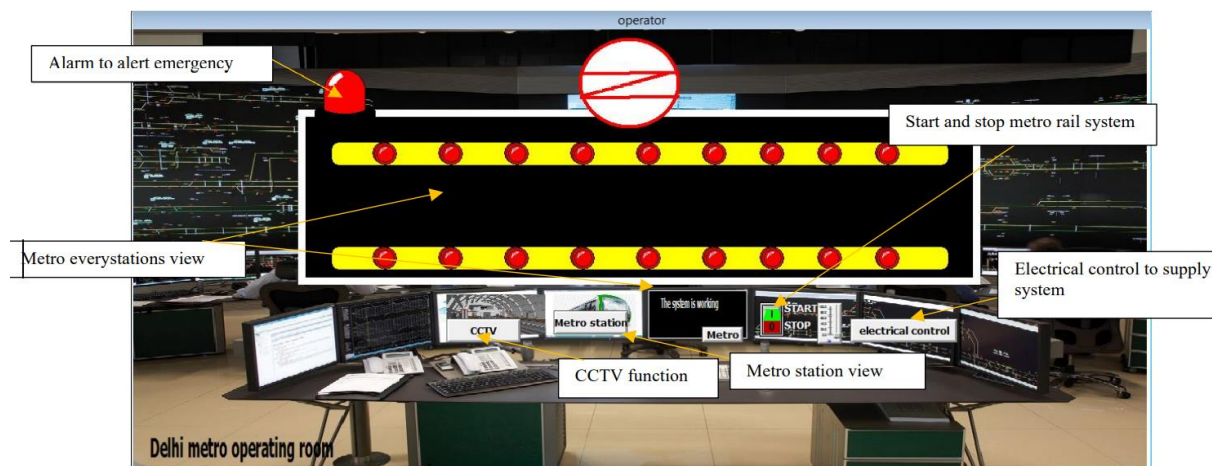 operator
Alarm to alert emergency
Start and stop metro rail system
Metro everystations view
Electrical control to supply
system
The system is working
START
STOP
I
0
CCTV
Metro station
Metro
electrical control
CCTV function
Metro station view
Delhi metro operating room